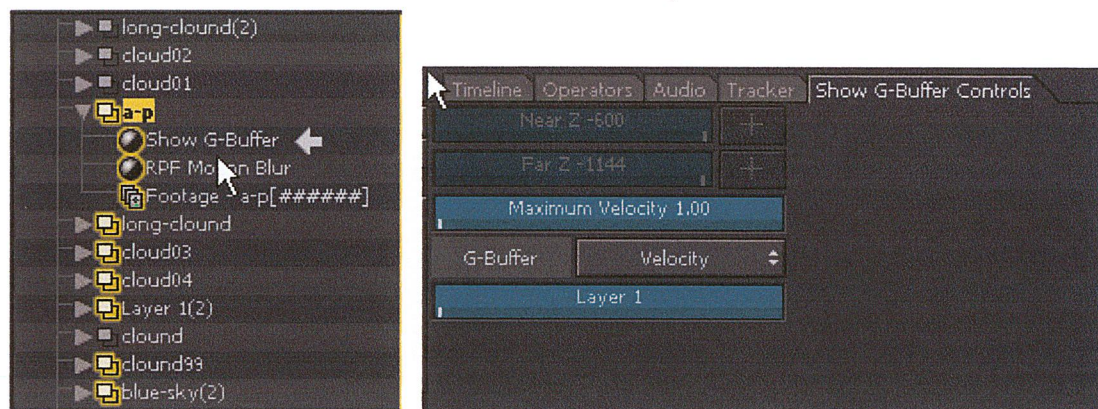 long-clound(2)
cloud02
cloud01
a-p
Show G-Buffer
RPF Motion Blur
Footage - a-p[######]
long-clound
cloud03
cloud04
Layer 1(2)
clound
clound99
blue-sky(2)
Timeline Operators Audio Tracker Show G-Buffer Controls
Near Z -600
Far Z -1144
Maximum Velocity 1.00
G-Buffer Velocity
Layer 1